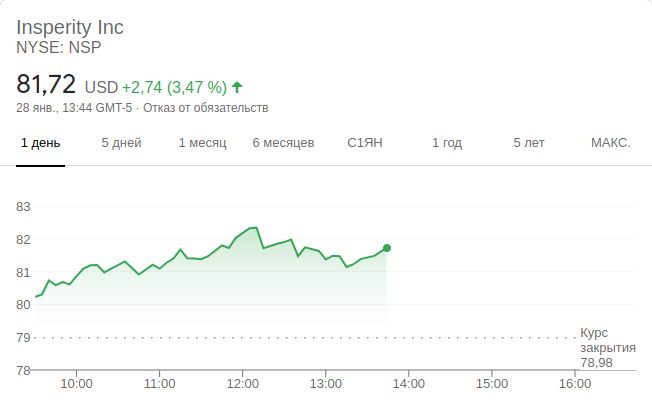 Insperity Inc
NYSE: NSP
81,72 USD +2,74 (3,47 %)
28 янв., 13:44 GMT-5 · Отказ от обязательств
1 день 5 дней 1 месяц 6 месяцев С1ЯН 1 год 5 лет МАКС.
83
82
81
80
79
Курс
закрытия
78,98
78
10:00 11:00 12:00 13:00 14:00 15:00 16:00